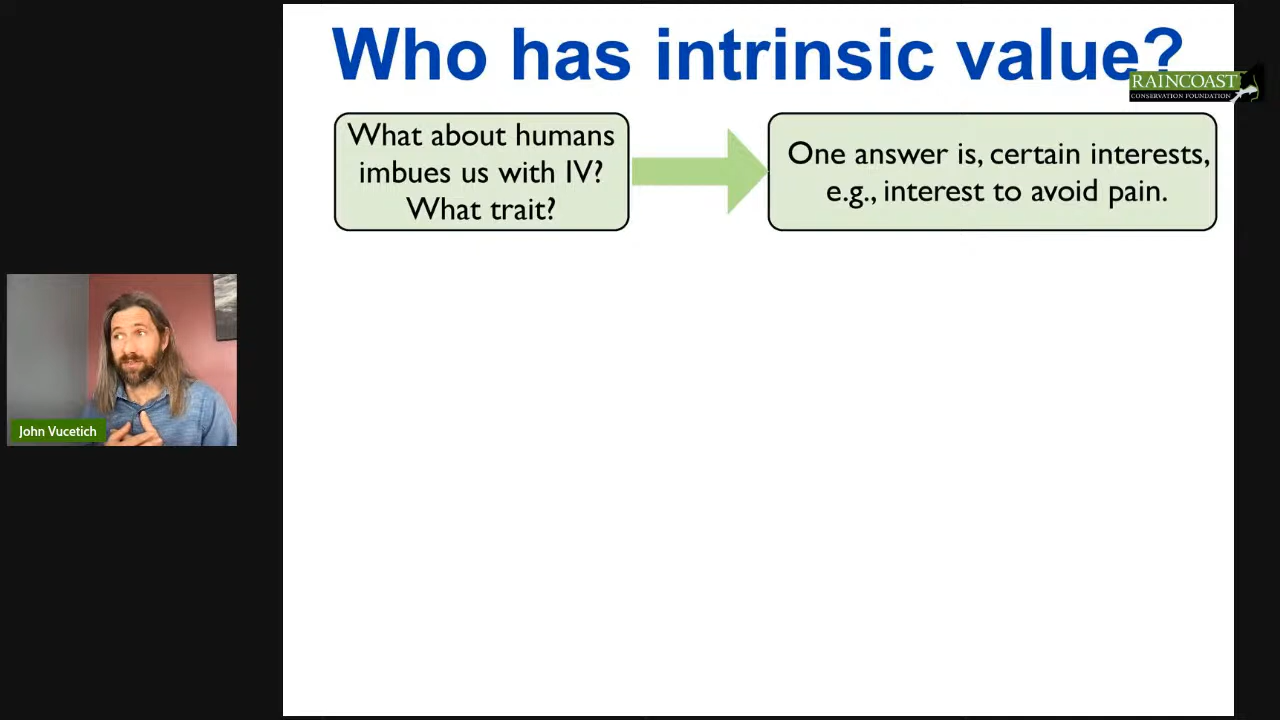 Who has intrinsic value?
RAINCOAST
CONSERVATION FOUNDATION
What about humans
imbues us with IV?
What trait?
One answer is, certain interests,
e.g., interest to avoid pain.
John Vucetich